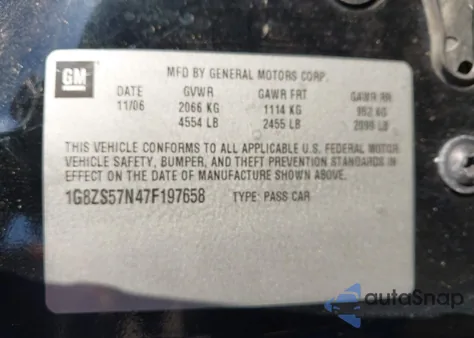 GM
MFD BY GENERAL MOTORS CORP.
DATE GVWR GAWR FRT GAWR RR
11/06 2066 KG 1114 KG 952 KG
4554 LB 2455 LB 2099 LB
THIS VEHICLE CONFORMS TO ALL APPLICABLE U.S. FEDERAL MOTOR
VEHICLE SAFETY, BUMPER, AND THEFT PREVENTION STANDARDS IN
EFFECT ON THE DATE OF MANUFACTURE SHOWN ABOVE.
1G8ZS57N47F197658 TYPE: PASS CAR
autoSnap